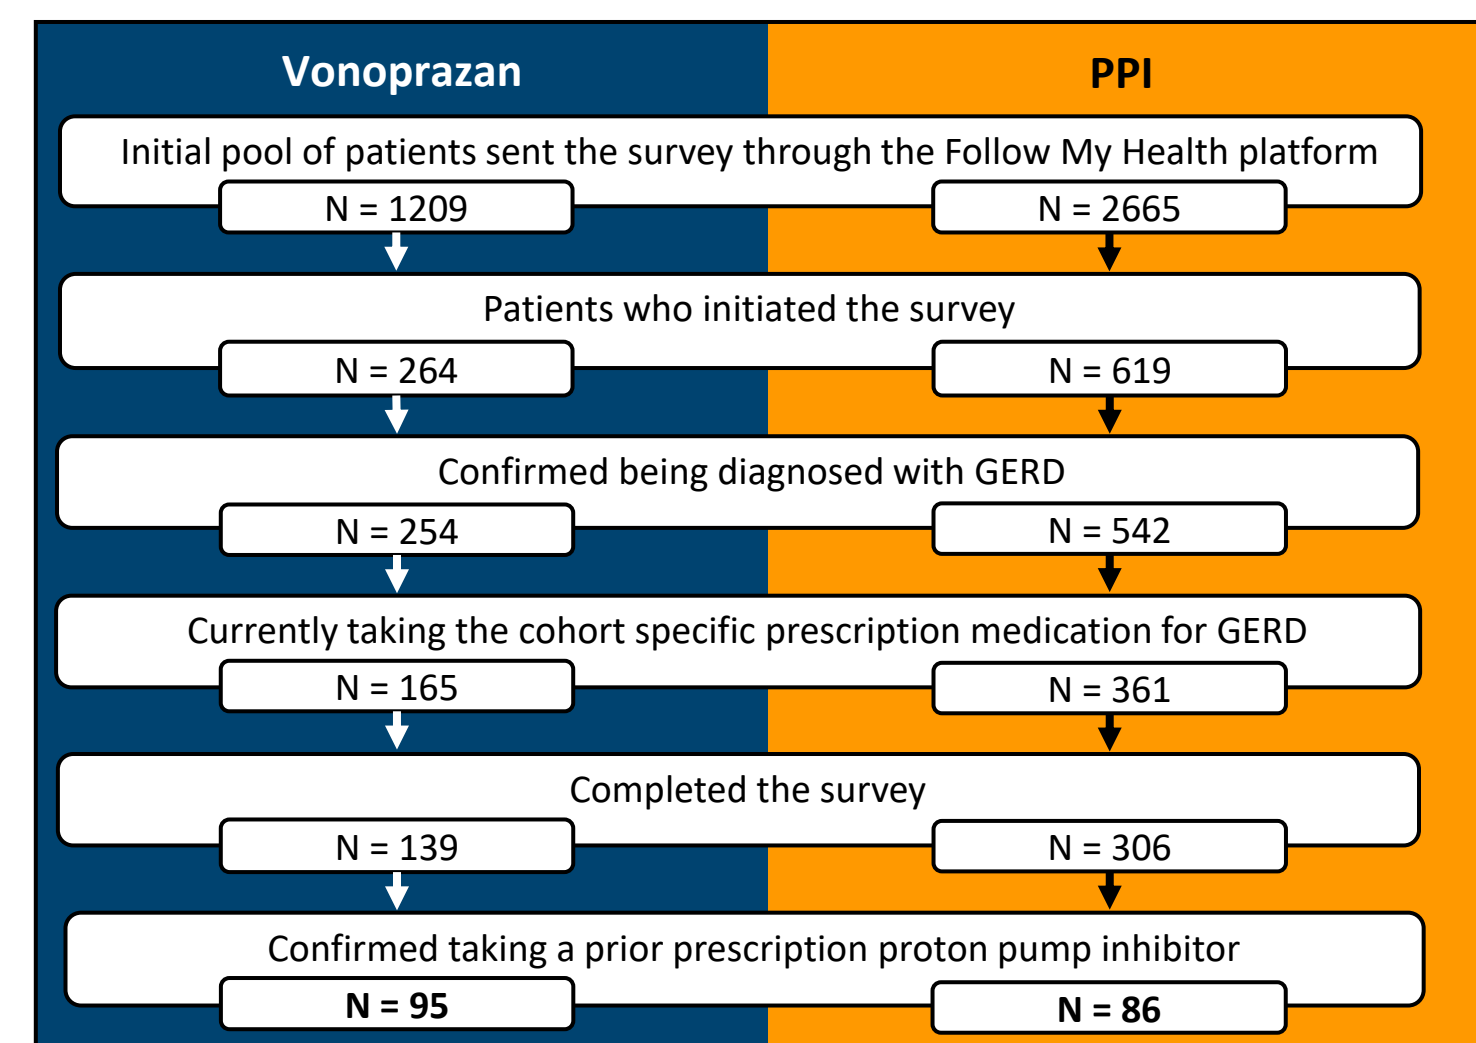 Vonoprazan
PPI
Initial pool of patients sent the survey through the Follow My Health platform
N = 1209
N = 2665
Patients who initiated the survey
N = 264
N = 619
Confirmed being diagnosed with GERD
N = 254
N = 542
Currently taking the cohort specific prescription medication for GERD
N = 165
N = 361
Completed the survey
N = 139
N = 306
Confirmed taking a prior prescription proton pump inhibitor
N = 95
N = 86